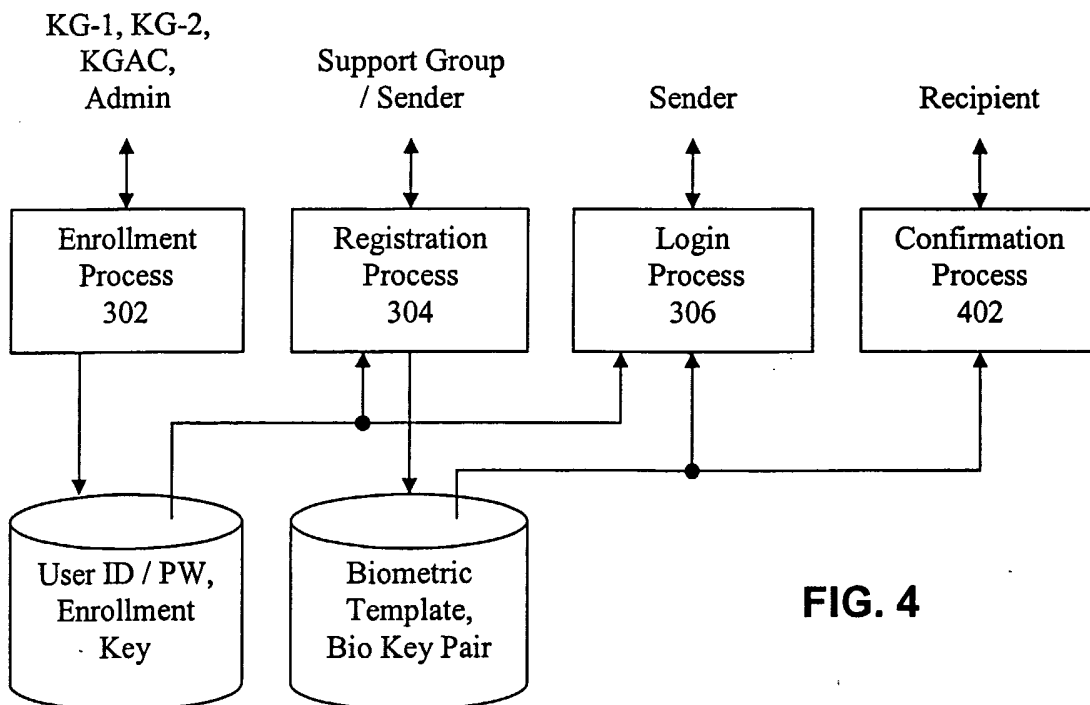 KG-1, KG-2,
KGAC,
Admin
Support Group
/ Sender
Sender
Recipient
Enrollment
Process
302
Registration
Process
304
Login
Process
306
Confirmation
Process
402
User ID / PW,
Enrollment
Key
Biometric
Template,
Bio Key Pair
FIG. 4